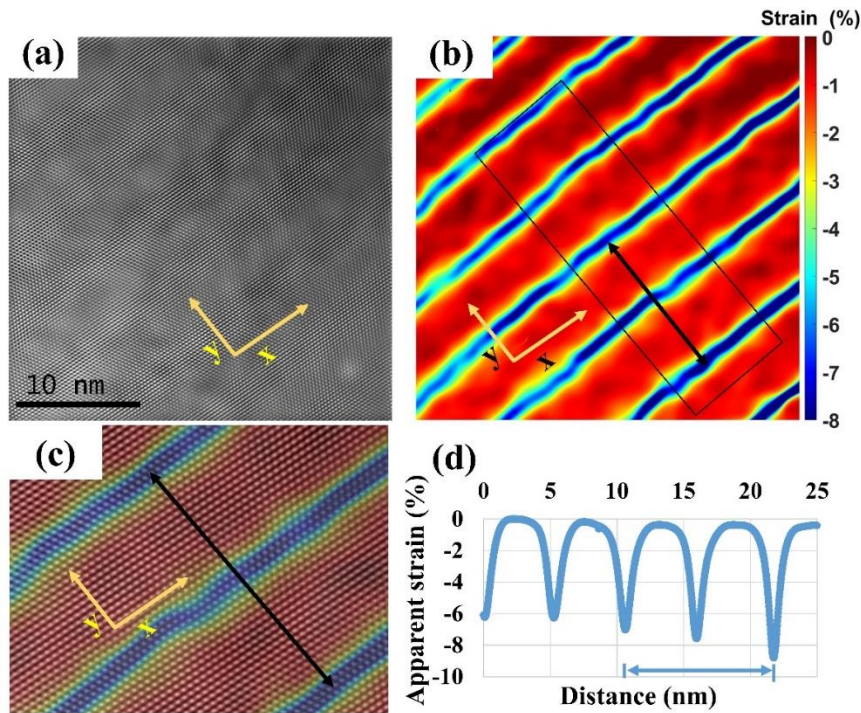 (a)
y x
10 nm
(b)
Strain (%)
0
-1
-2
-3
-4
-5
-6
-7
-8
y x
(c)
y x
(d)
0 5 10 15 20 25
0
-2
-4
-6
-8
-10
Apparent strain (%)
Distance (nm)